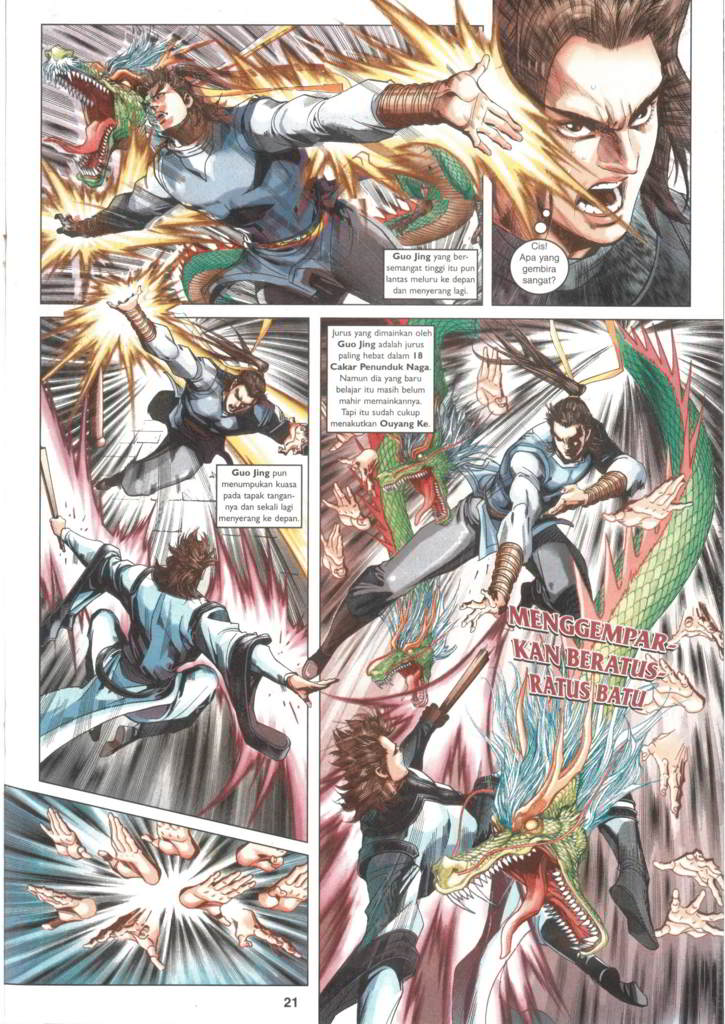 Guo Jing yang ber-
semangat tinggi itu pun
lantas meluru ke depan
dan menyerang lagi.
Cis!
Apa yang
gembira
sangat?
Guo Jing pun
menumpukan kuasa
pada tapak tangan-
nya dan sekali lagi
menyerang ke depan.
Jurus yang dimainkan oleh
Guo Jing adalah jurus
paling hebat dalam 18
Cakar Penunduk Naga.
Namun dia yang baru
belajar itu masih belum
mahir memainkannya.
Tapi itu sudah cukup
menakutkan Ouyang Ke.
MENGGEMPAR-
KAN BERATUS-
RATUS BATU
21